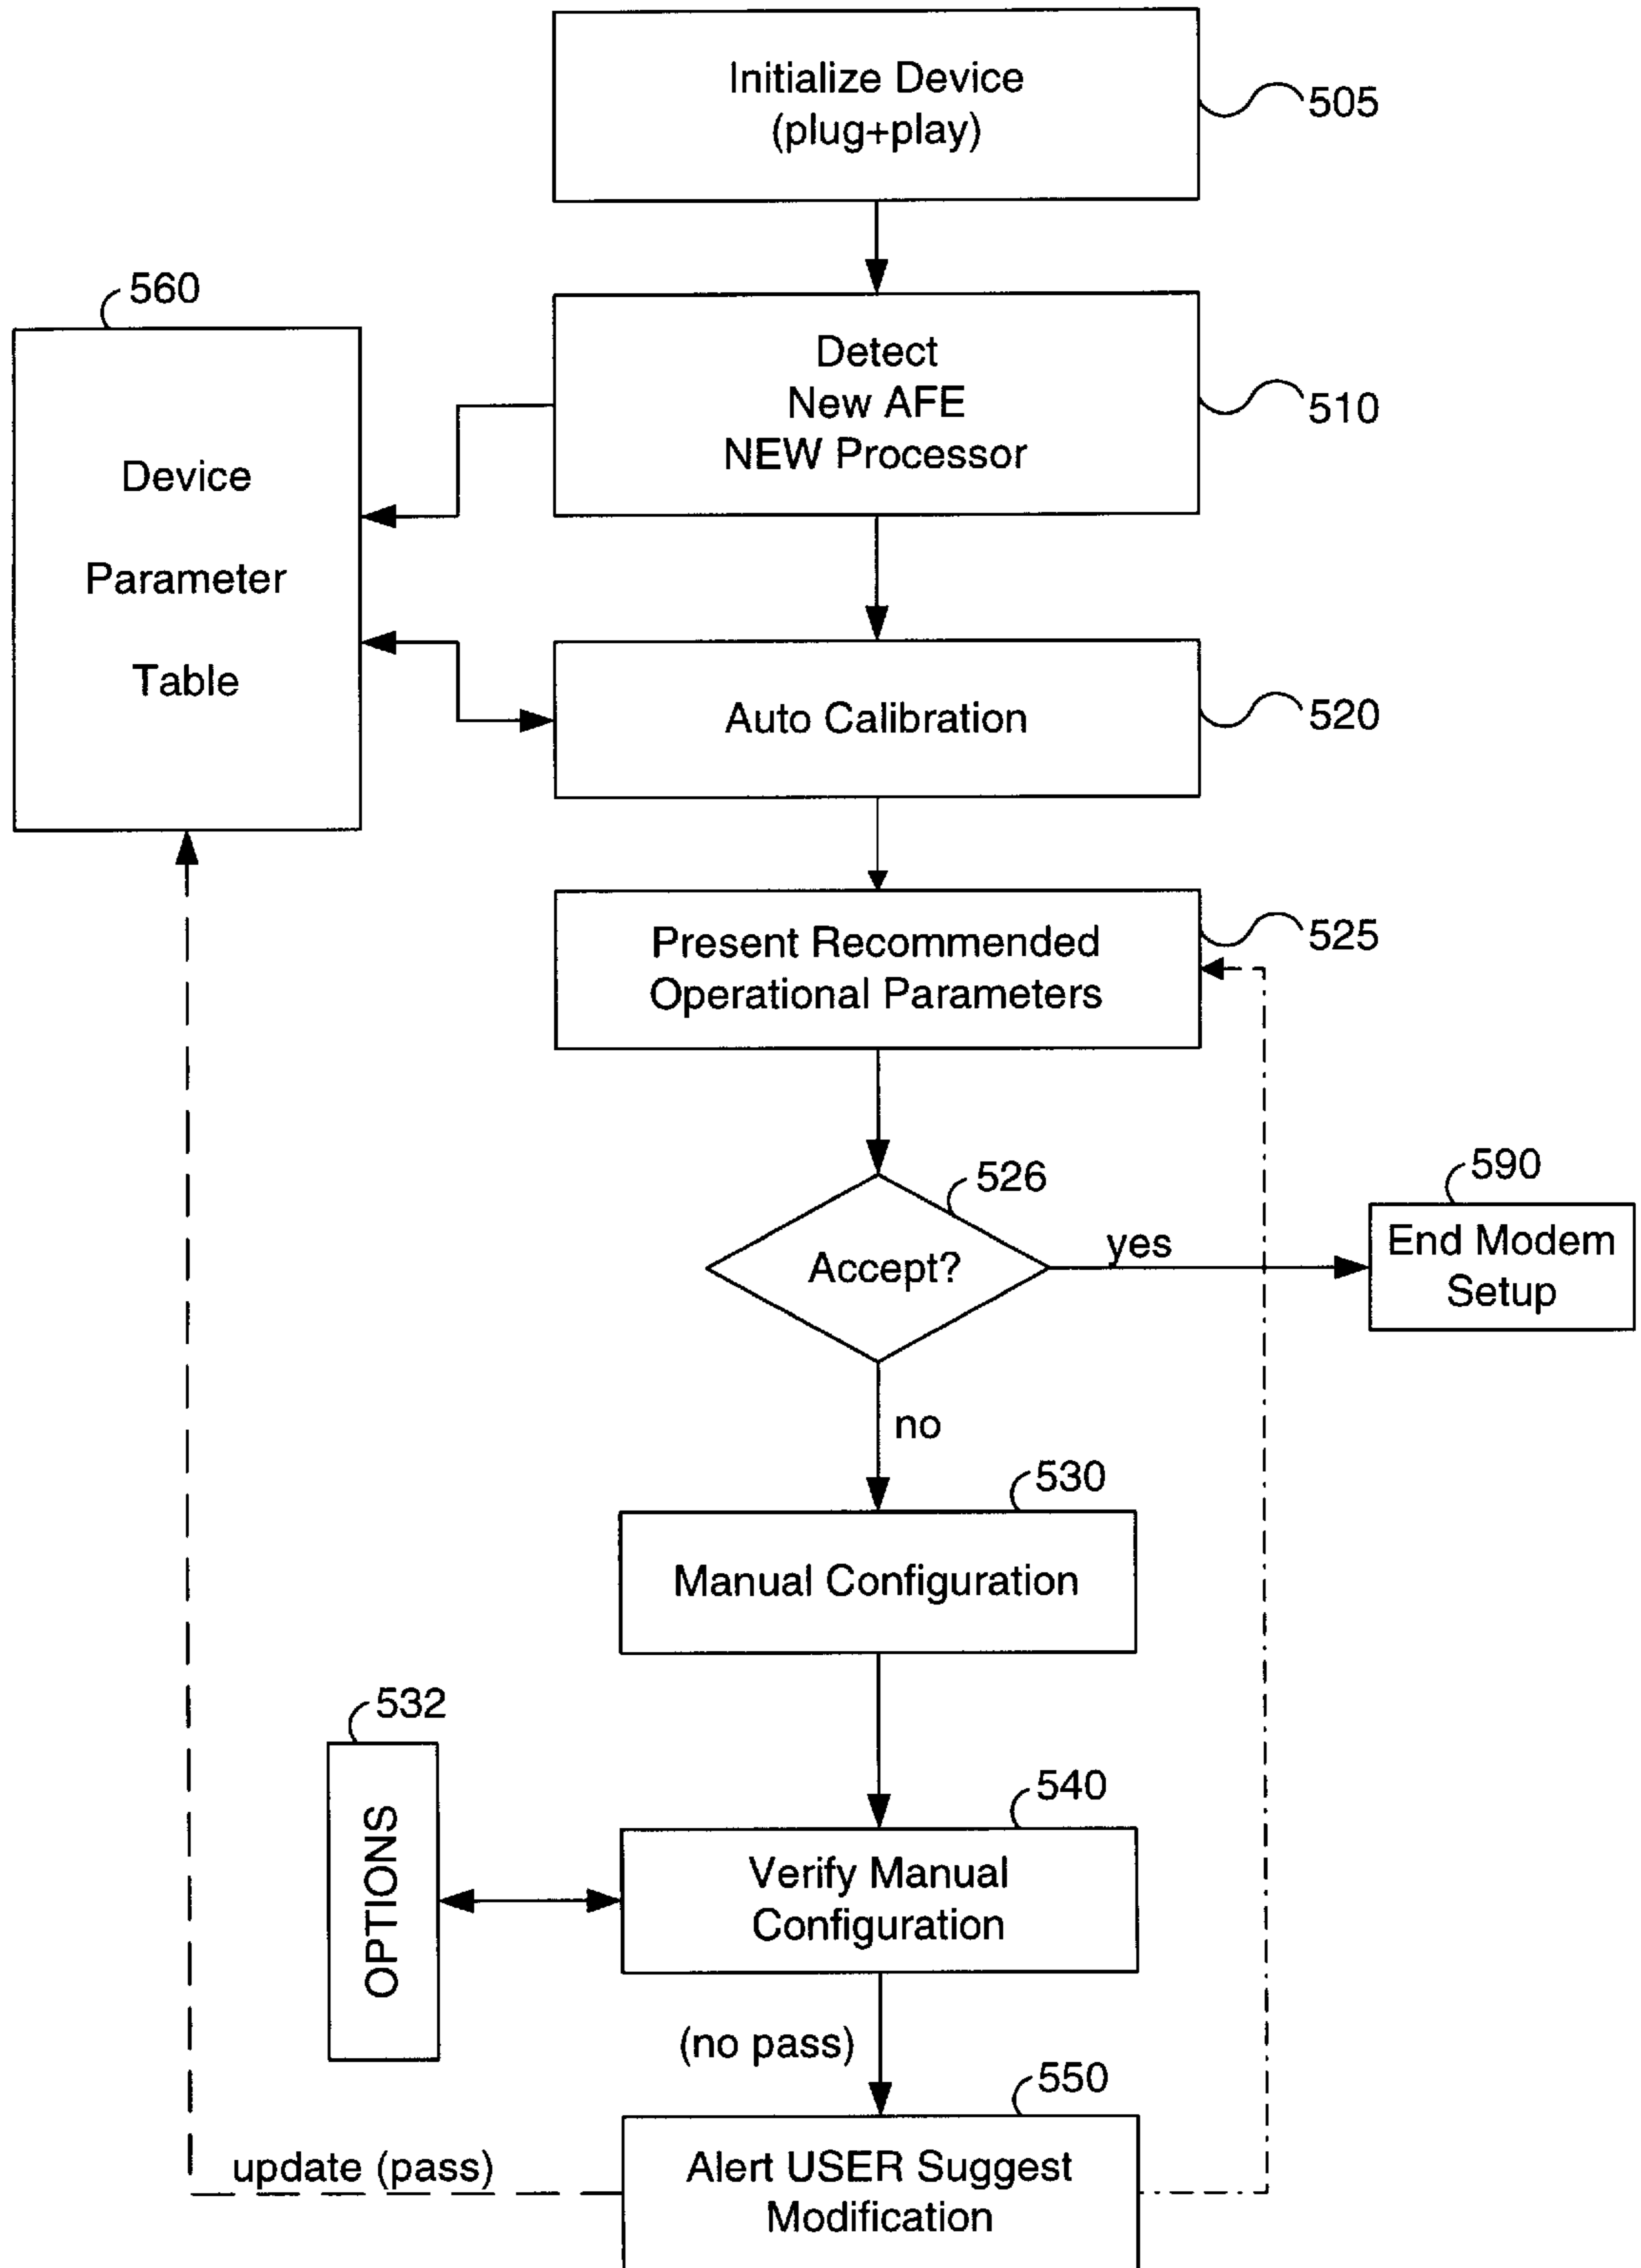 Initialize Device
(plug+play)
505
560
Detect
New AFE
NEW Processor
510
Device
Parameter
Table
Auto Calibration
520
Present Recommended
Operational Parameters
525
526
Accept?
yes
590
End Modem
Setup
no
530
Manual Configuration
532
OPTIONS
540
Verify Manual
Configuration
(no pass)
550
update (pass)
Alert USER Suggest
Modification